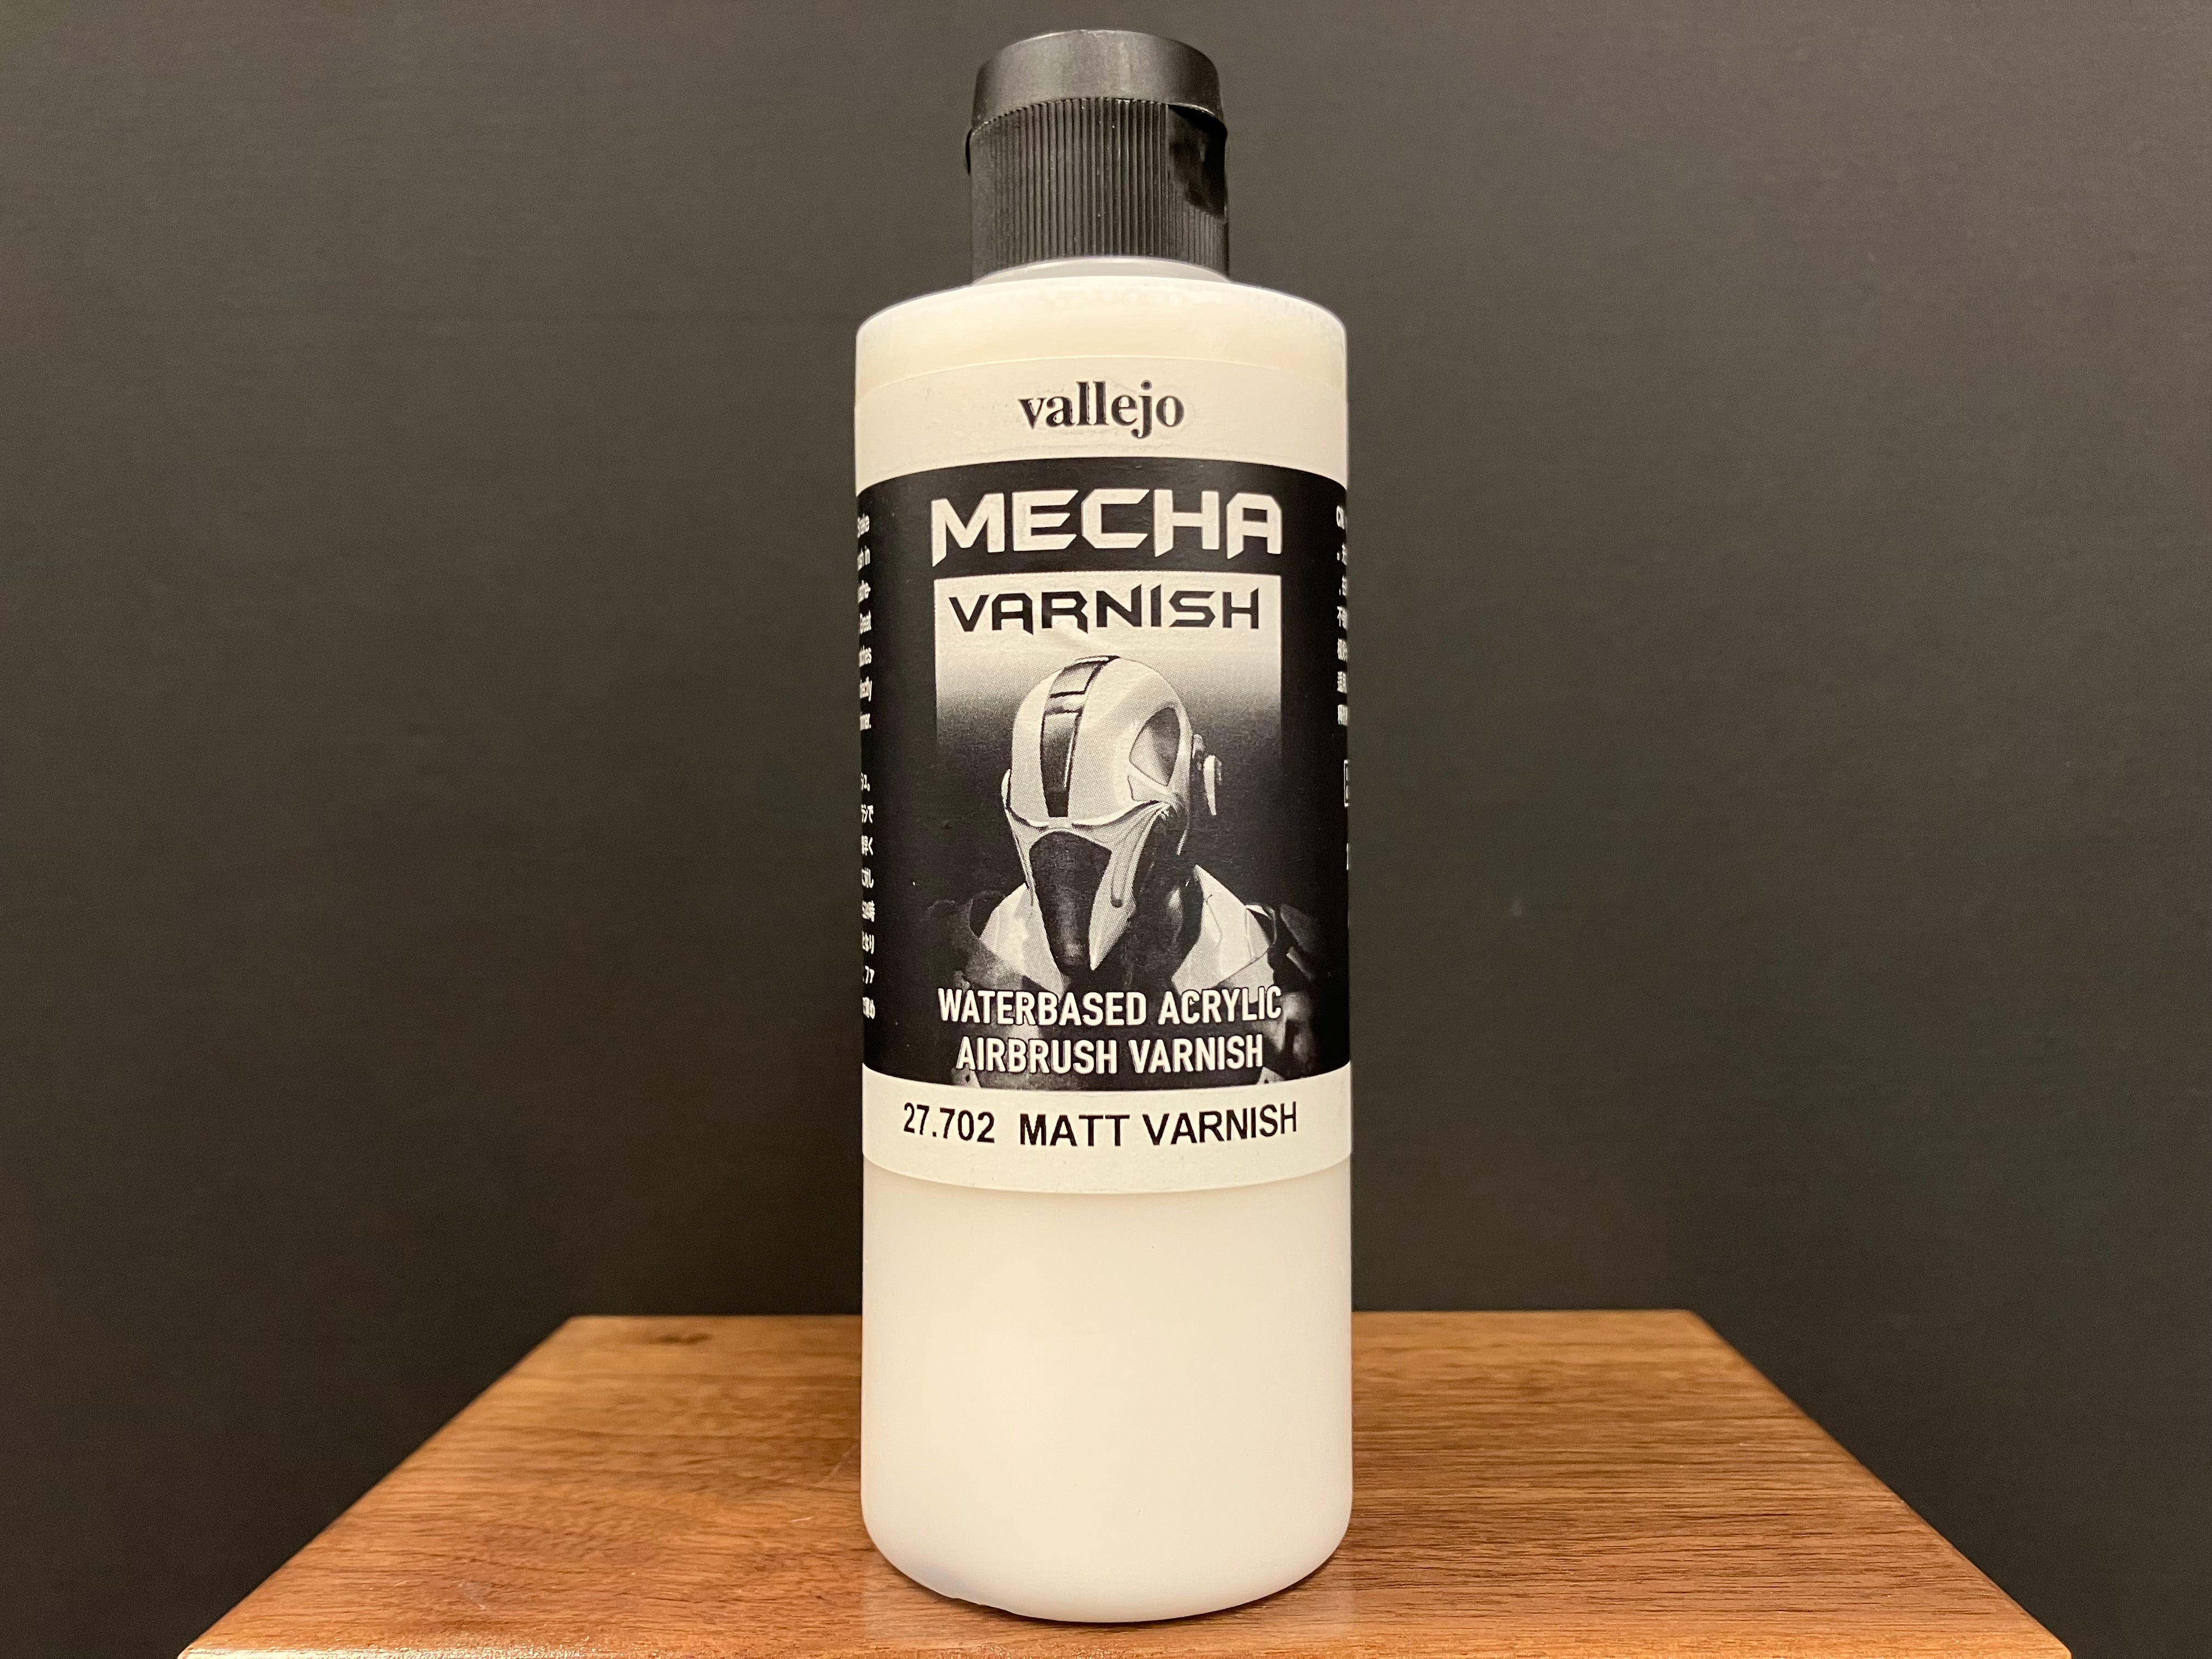 vallejo
MECHA
VARNISH
WATERBASED ACRYLIC
AIRBRUSH VARNISH
27.702 MATT VARNISH